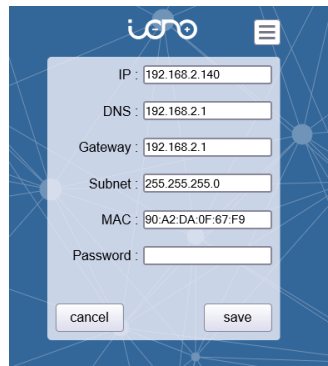 iono
IP : 192.168.2.140
DNS : 192.168.2.1
Gateway : 192.168.2.1
Subnet : 255.255.255.0
MAC : 90:A2:DA:0F:67:F9
Password :
cancel save